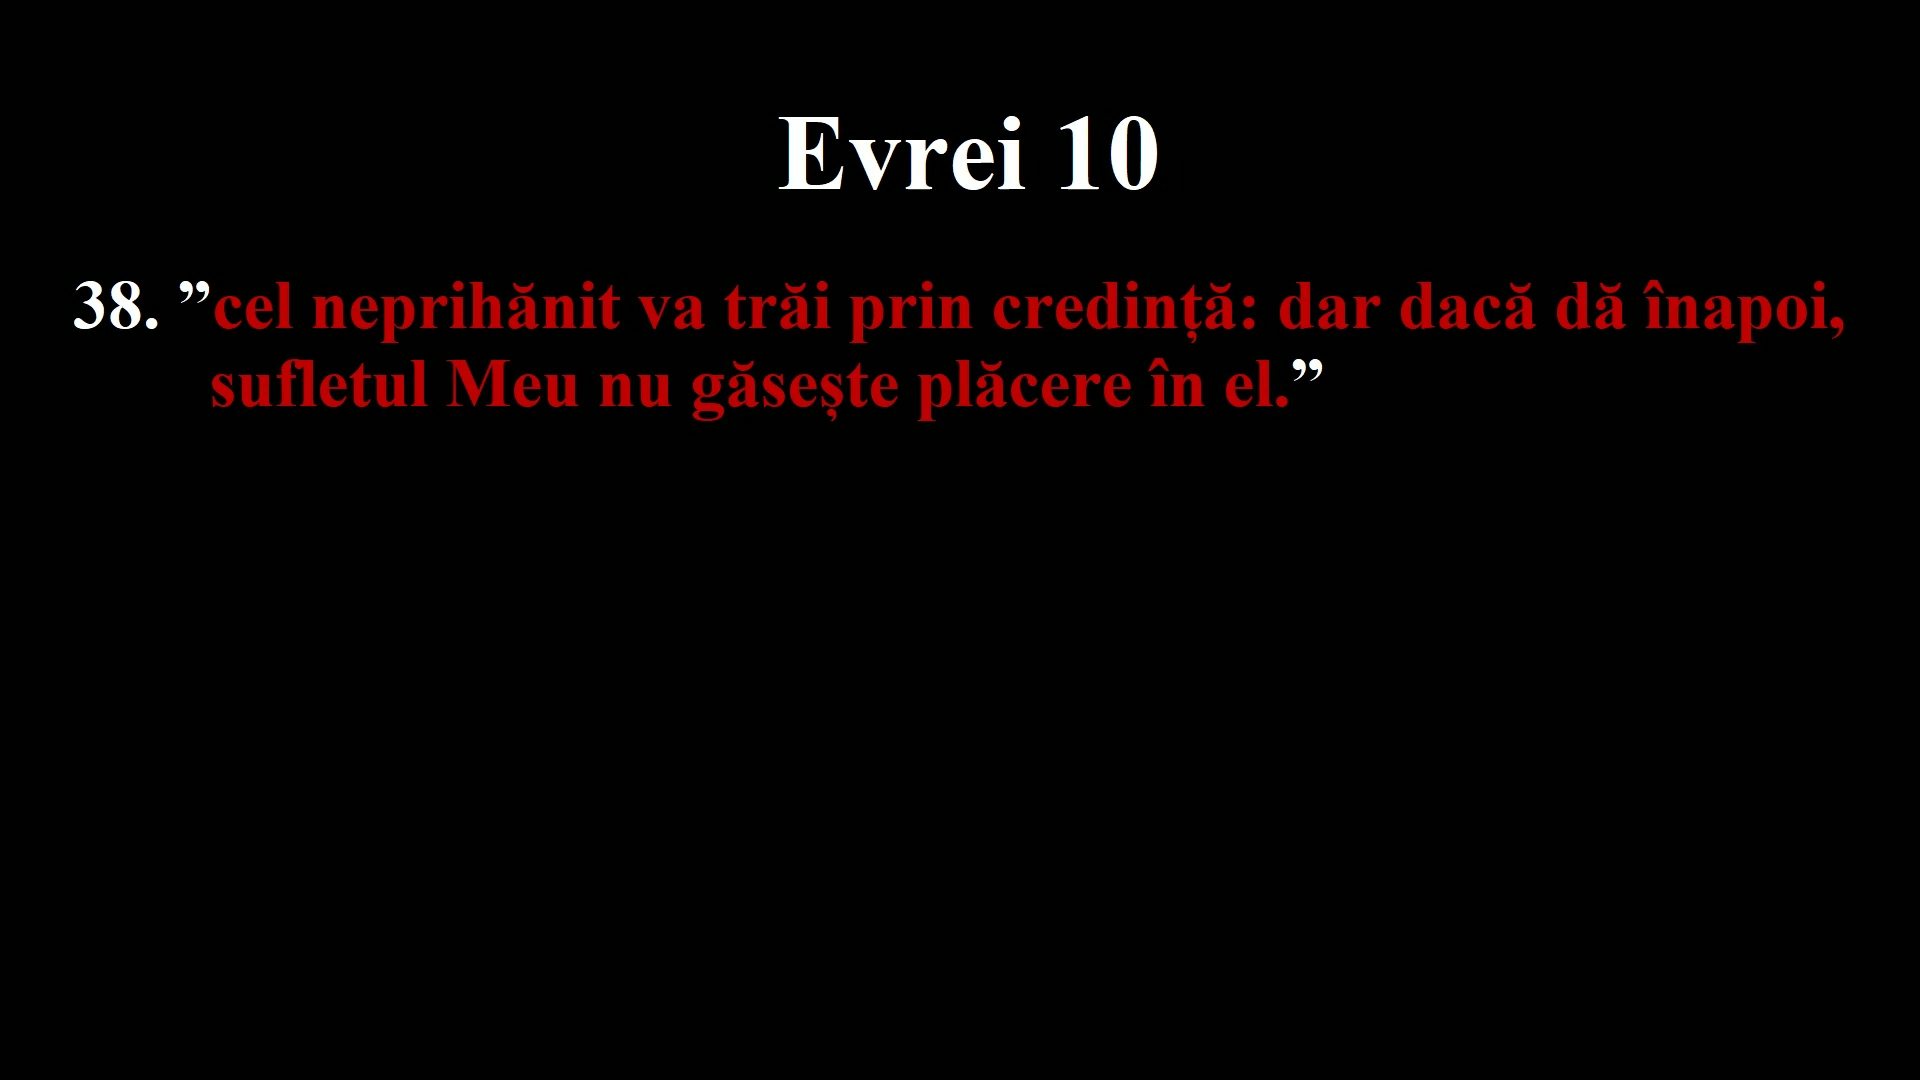 Evrei 10
38. ”cel neprihănit va trăi prin credință: dar dacă dă înapoi,
sufletul Meu nu găsește plăcere în el.”